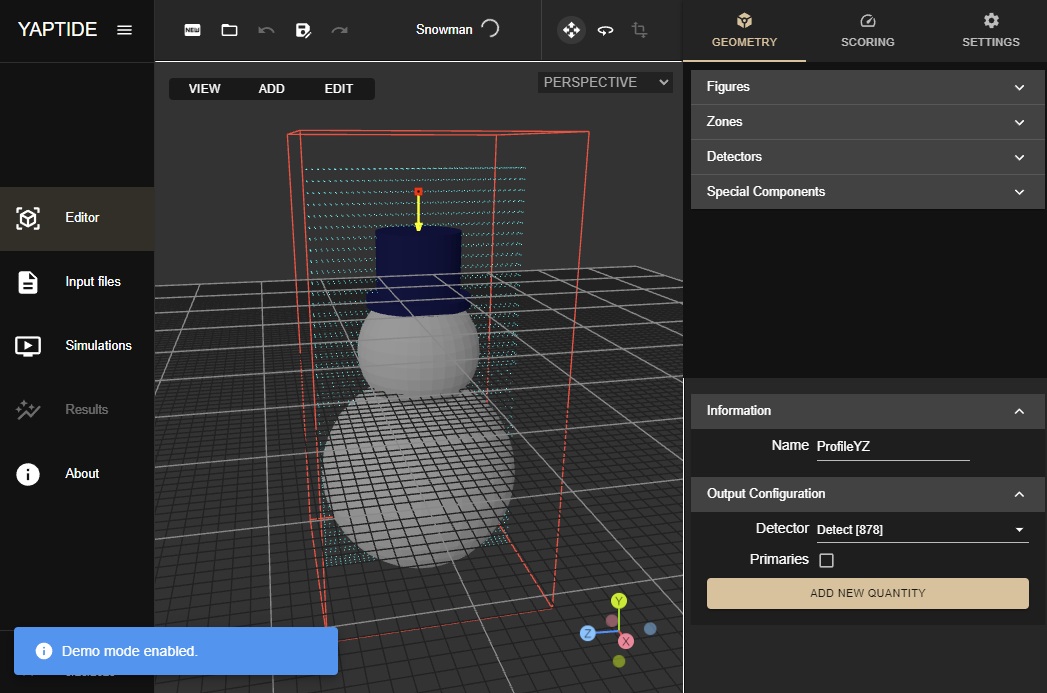 YAPTIDE
NEW
Snowman
GEOMETRY
SCORING
SETTINGS
VIEW
ADD
EDIT
PERSPECTIVE
Figures
Zones
Detectors
Special Components
Editor
Input files
Simulations
Results
About
Information
Name ProfileYZ
Output Configuration
Detector Detect [878]
Primaries
ADD NEW QUANTITY
Y
Z
X
Demo mode enabled.